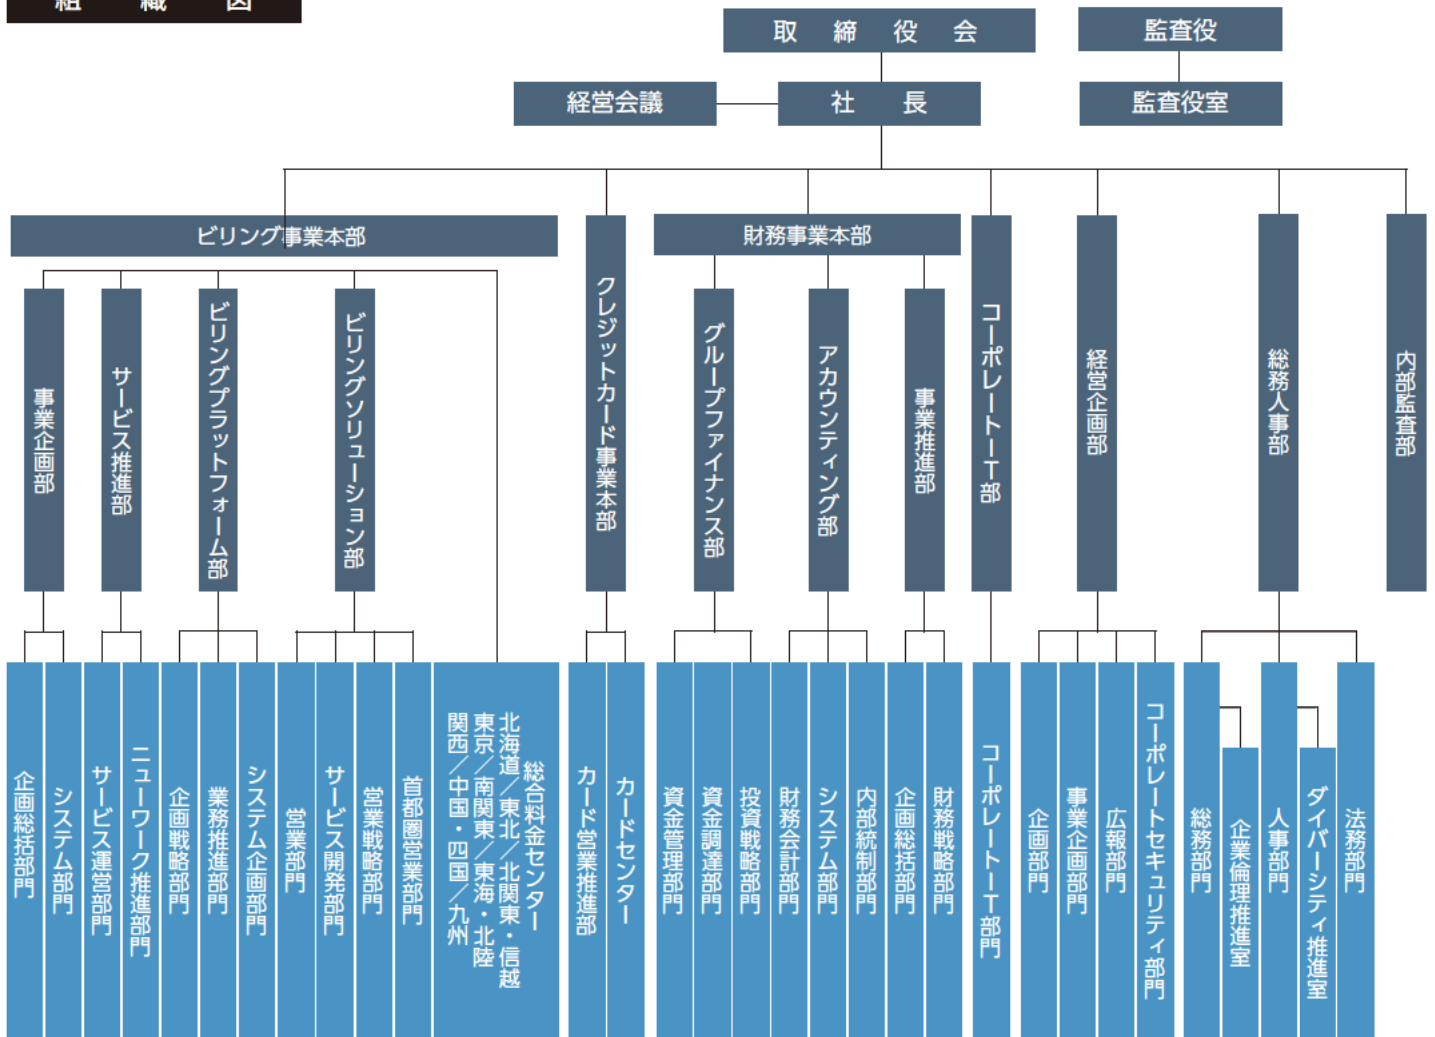 組織図
取締役会
監査役
経営会議
社長
監査役室
ビリング事業本部
クレジットカード事業本部
財務事業本部
コーポレートIT部
経営企画部
総務人事部
内部監査部
事業企画部
サービス推進部
ビリングプラットフォーム部
ビリングソリューション部
グループファイナンス部
アカウンティング部
事業推進部
企画総括部門
システム部門
サービス運営部門
ニューワーク推進部門
企画戦略部門
業務推進部門
システム企画部門
営業部門
サービス開発部門
営業戦略部門
首都圏営業部門
総合料金センター
北海道／東北／北関東・信越
東京／南関東／東海・北陸
関西／中国・四国／九州
カード営業推進部
カードセンター
資金管理部門
資金調達部門
投資戦略部門
財務会計部門
システム部門
内部統制部門
企画総括部門
財務戦略部門
コーポレートIT部門
企画部門
事業企画部門
広報部門
コーポレートセキュリティ部門
総務部門
企業倫理推進室
人事部門
ダイバーシティ推進室
法務部門